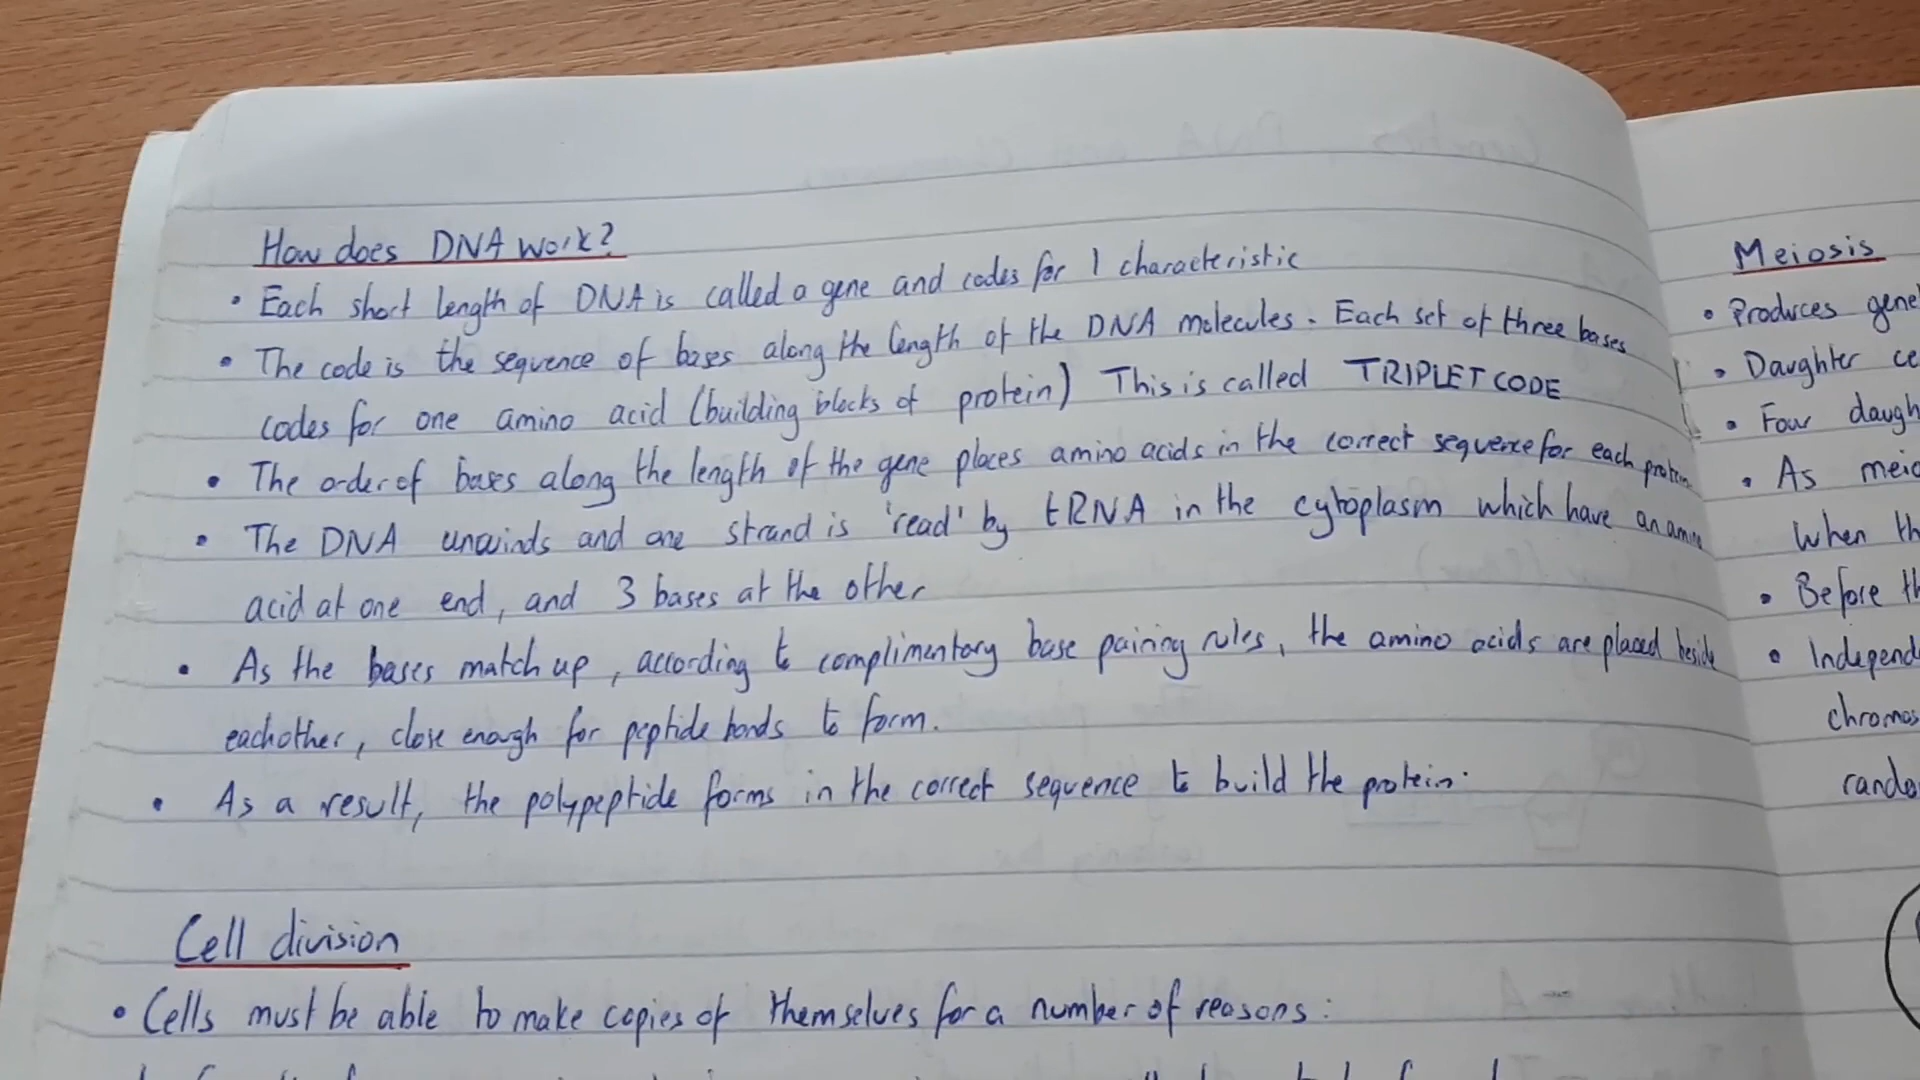 How does DNA work?
• Each short length of DNA is called a gene and codes for 1 characteristic
• The code is the sequence of bases along the length of the DNA molecules. Each set of three bases
codes for one amino acid (building blocks of protein) This is called TRIPLET CODE
• The order of bases along the length of the gene places amino acids in the correct sequence for each protein
• The DNA unwinds and one strand is 'read' by tRNA in the cytoplasm which have an amino
acid at one end, and 3 bases at the other
• As the bases match up, according to complimentary base pairing rules, the amino acids are placed beside
eachother, close enough for peptide bonds to form.
• As a result, the polypeptide forms in the correct sequence to build the protein.
Cell division
• Cells must be able to make copies of themselves for a number of reasons:
Meiosis
• Produces
• Daughter
• Four
• As
When
• Before